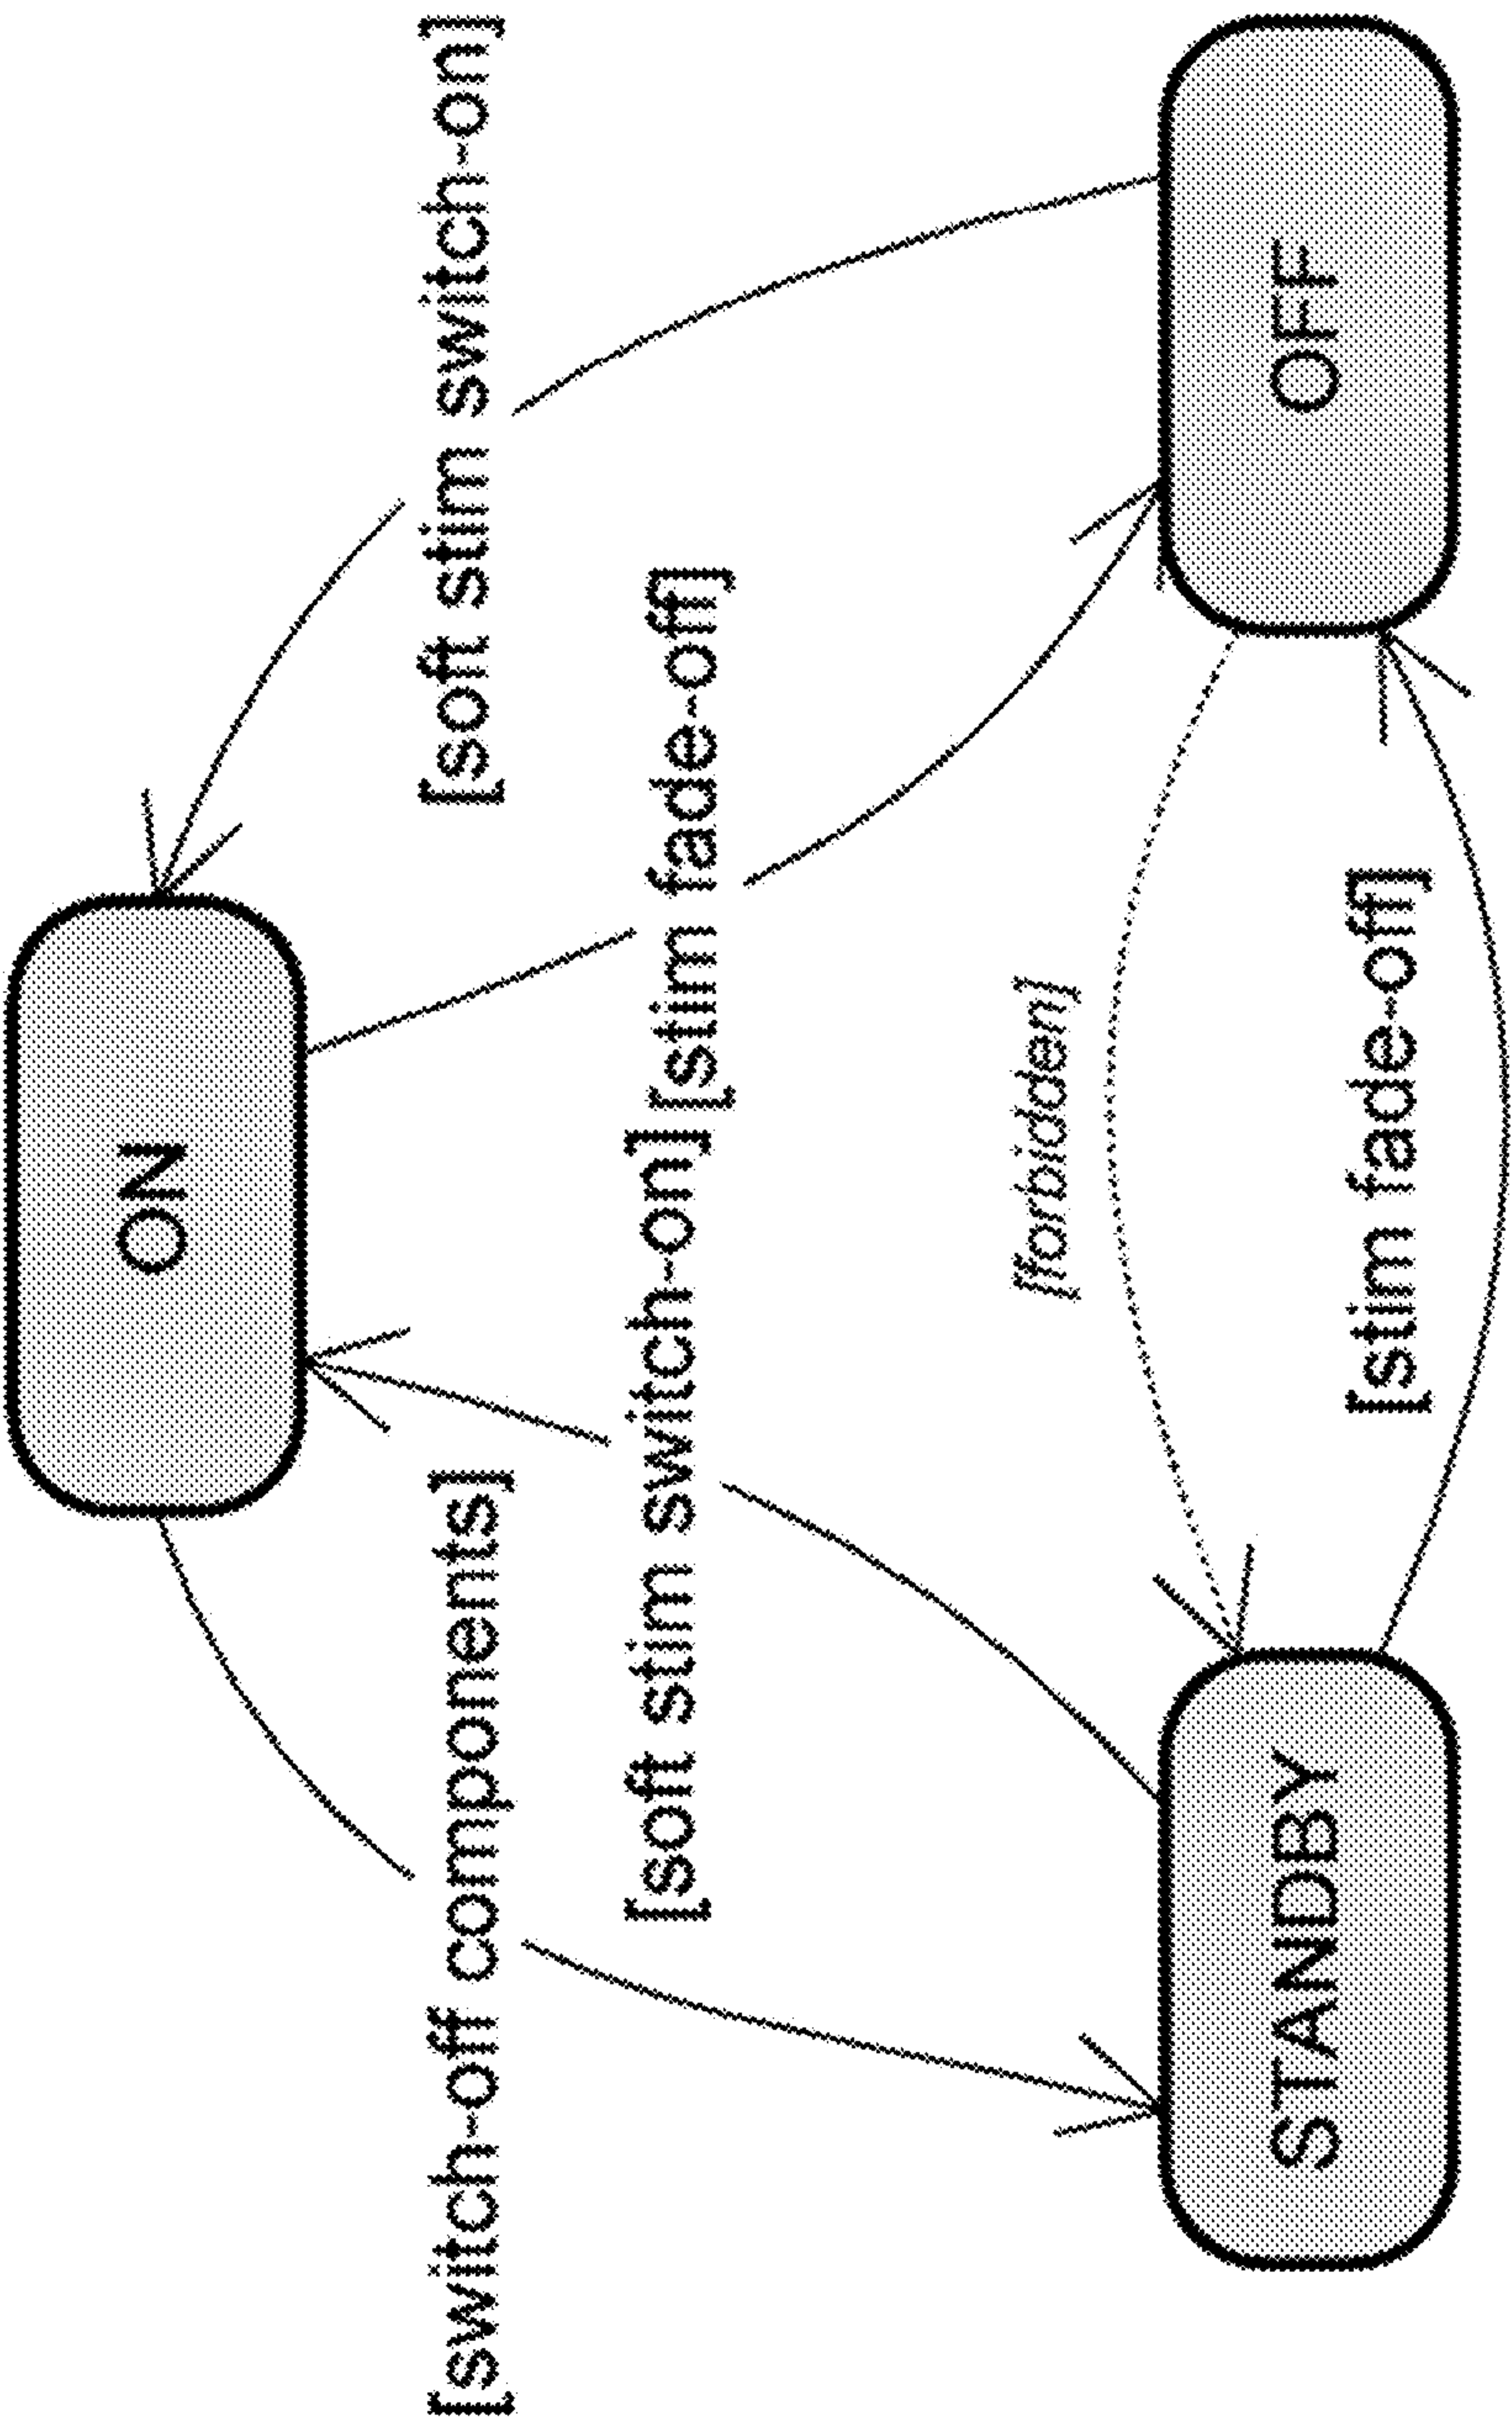 ON
[switch-off components]
[soft stim switch-on]
[soft stim switch-on]
[stim fade-off]
[forbidden]
STANDBY
OFF
[stim fade-off]